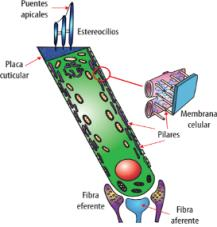 Puentes
apicales
Estereocilios
Placa
cuticular
Membrana
celular
Pilares
Fibra
eferente
Fibra
aferente